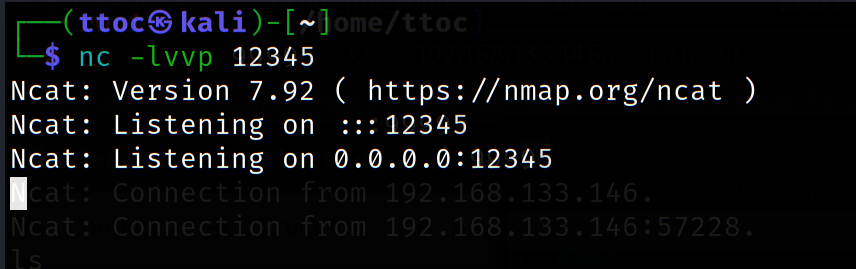 ┌──(ttoc㉿kali)-[~]/home/ttoc]
└─$ nc -lvvp 12345
Ncat: Version 7.92 ( https://nmap.org/ncat )
Ncat: Listening on :::12345
Ncat: Listening on 0.0.0.0:12345
Ncat: Connection from 192.168.133.146.
Ncat: Connection from 192.168.133.146:57228.
ls